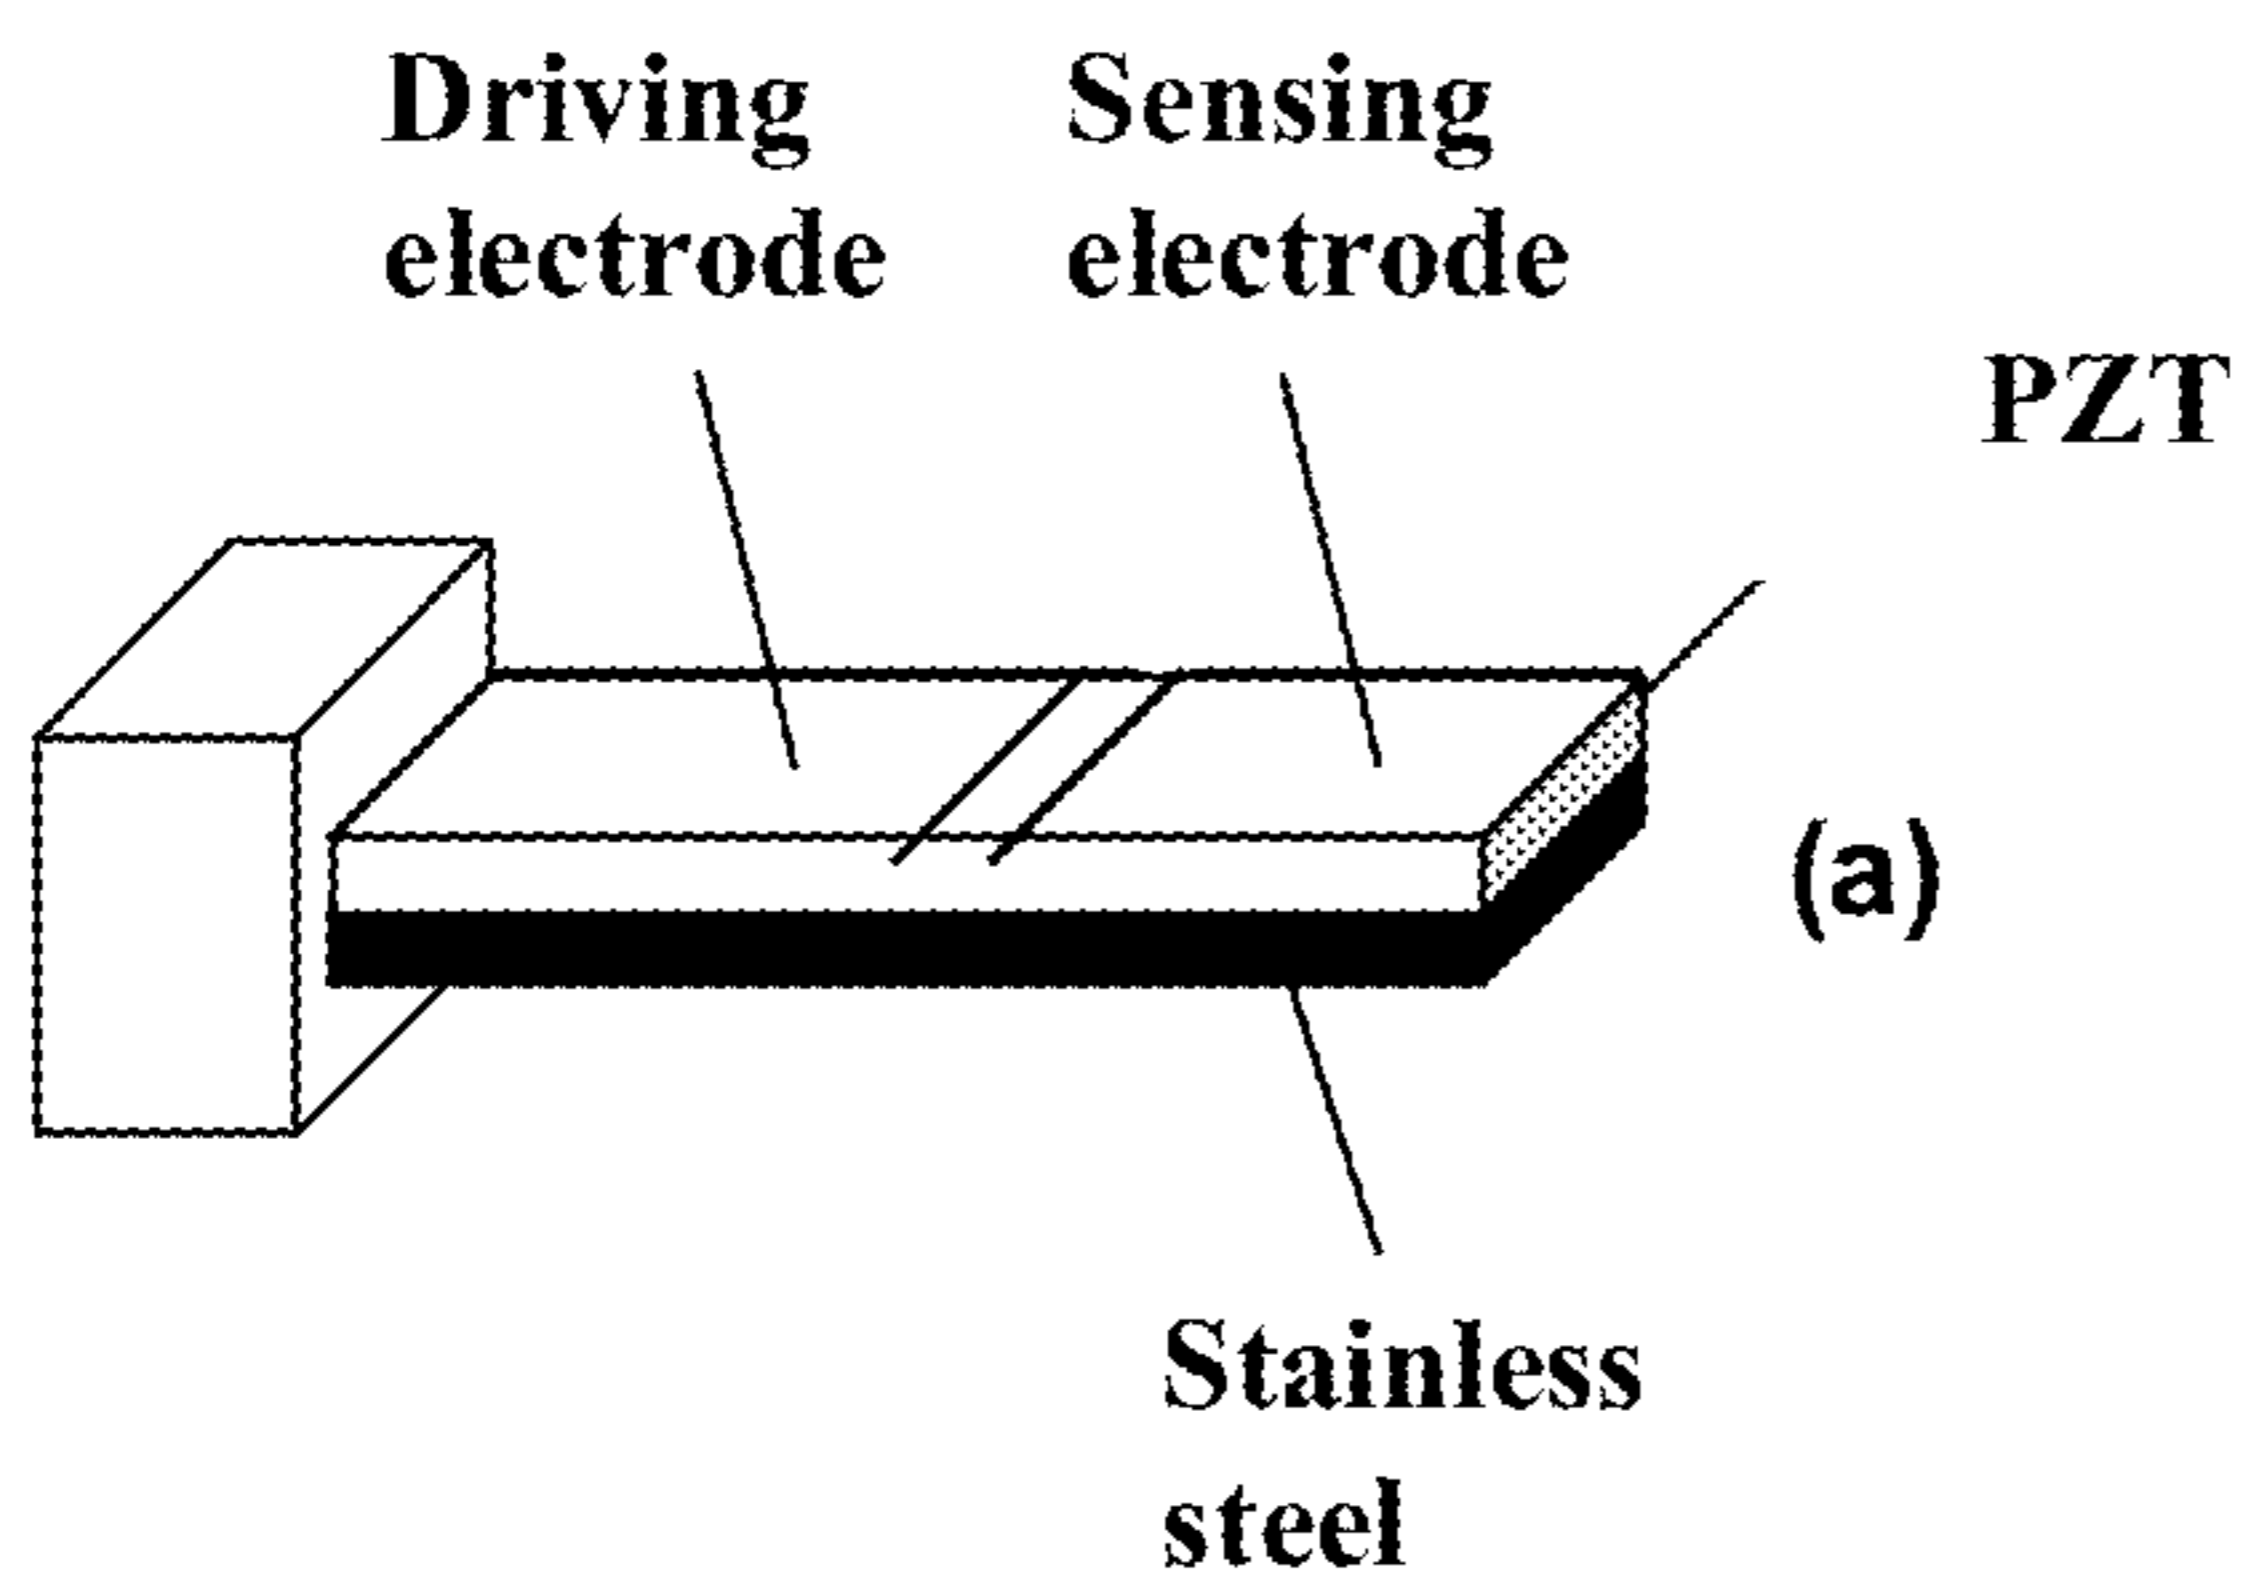 Driving
electrode
Sensing
electrode
PZT
(a)
Stainless
steel